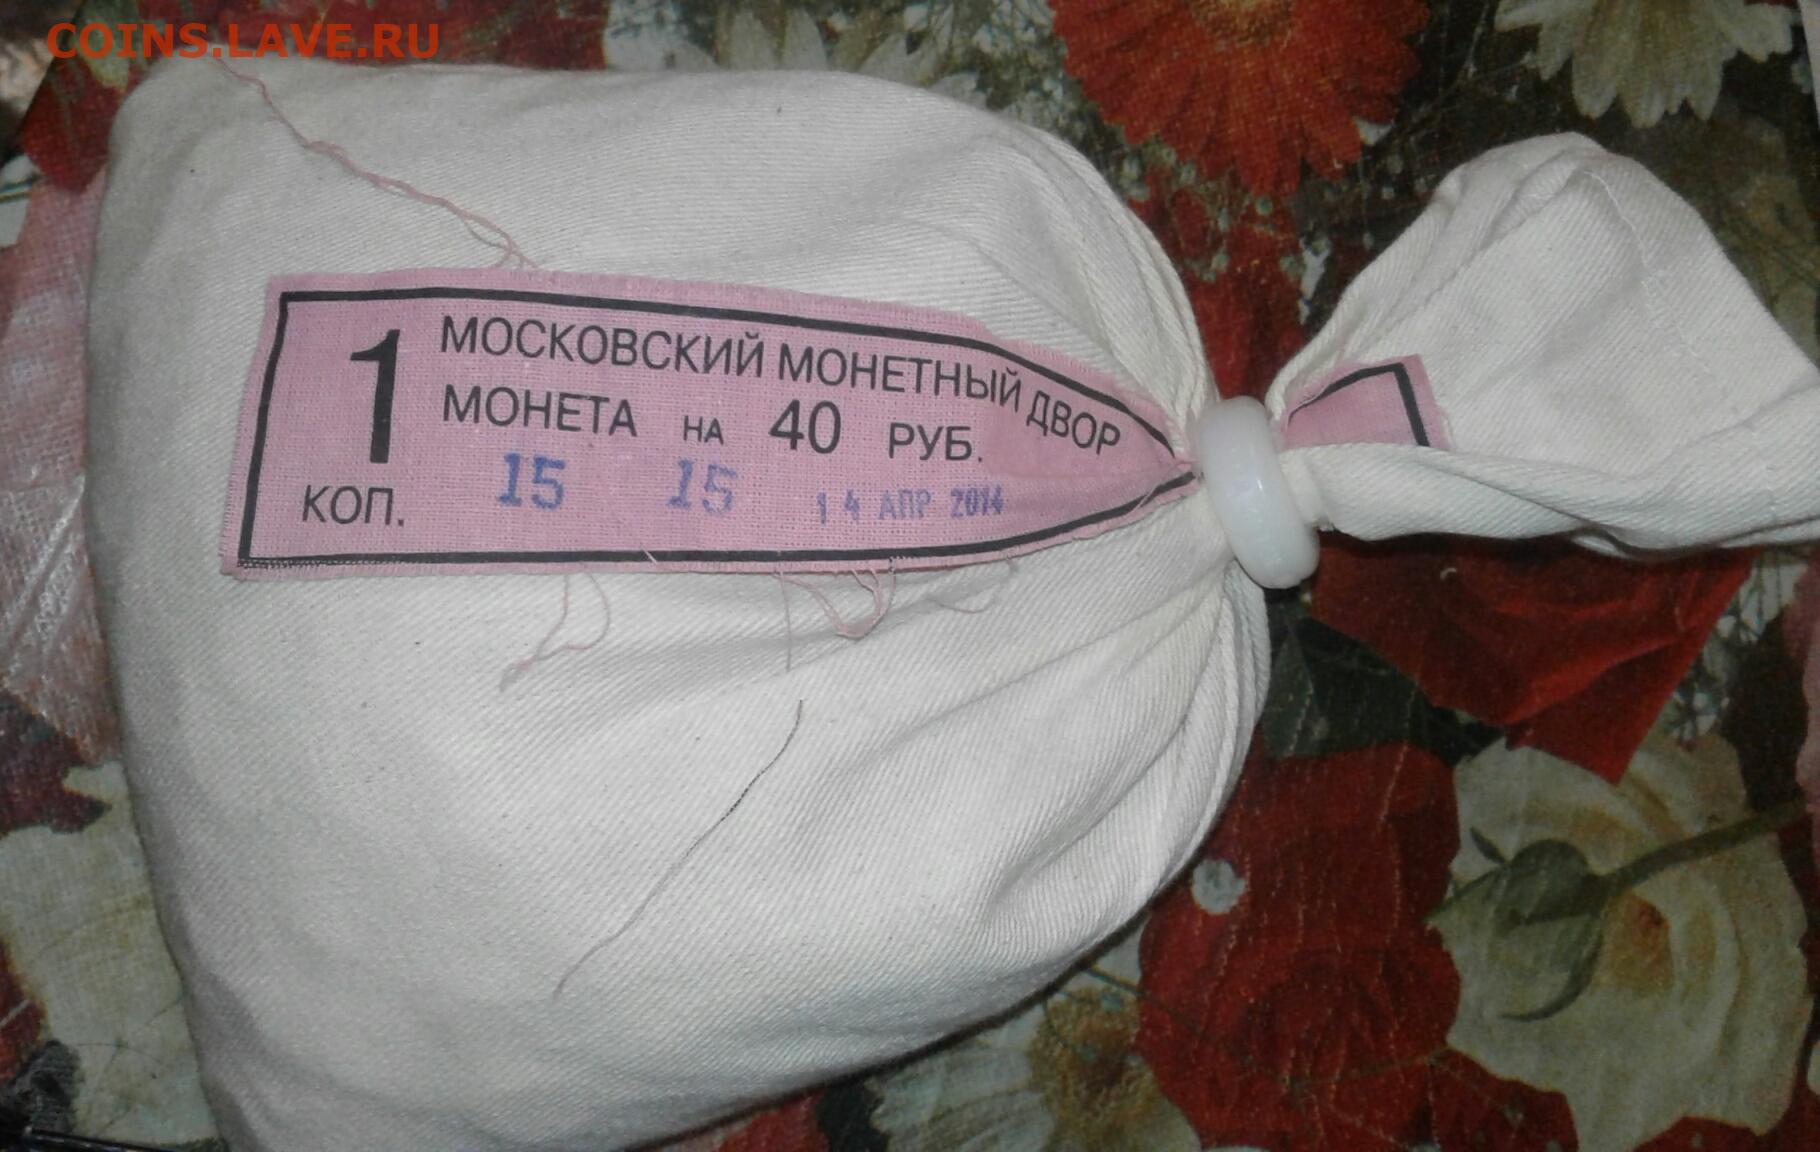 COINS.LAVE.RU
МОСКОВСКИЙ МОНЕТНЫЙ ДВОР
1 МОНЕТА НА 40 РУБ.
КОП. 15 15 14 АПР 2014